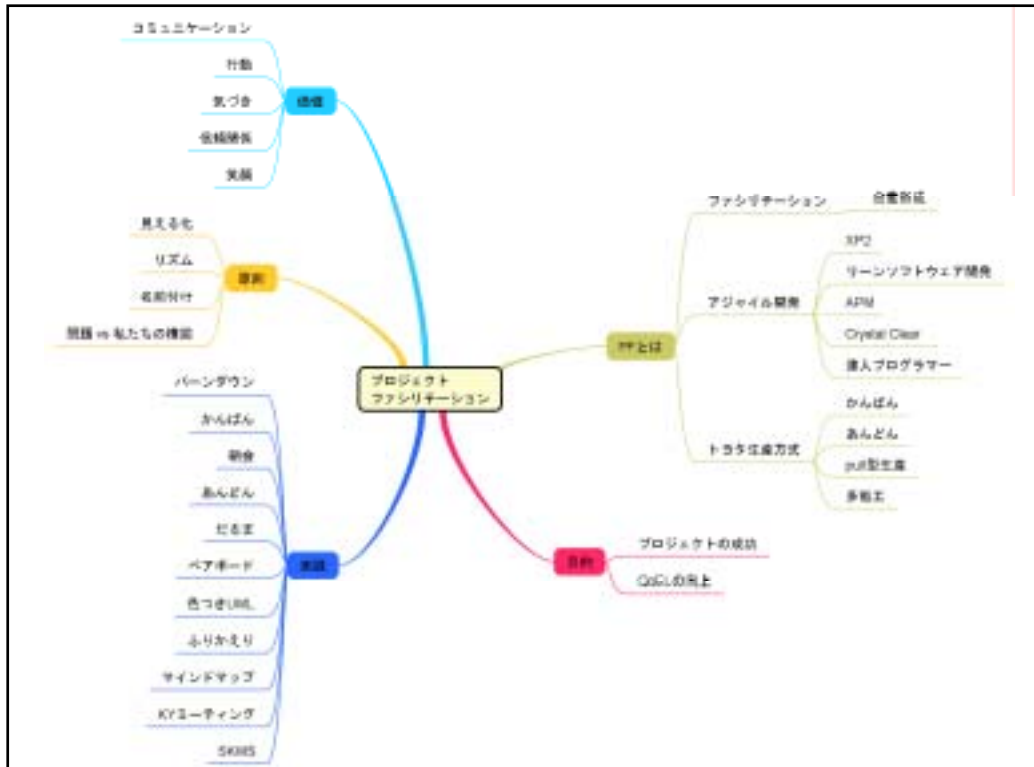 プロジェクト
ファシリテーション
価値
コミュニケーション
行動
気づき
信頼関係
笑顔
原則
見える化
リズム
名前付け
問題 vs 私たちの構図
実践
バーンダウン
かんばん
朝会
あんどん
だるま
ペアボード
色つきUML
ふりかえり
マインドマップ
KYミーティング
SKMS
PFとは
ファシリテーション
合意形成
アジャイル開発
XP2
リーンソフトウェア開発
APM
Crystal Clear
達人プログラマー
トヨタ生産方式
かんばん
あんどん
pull型生産
多能工
目的
プロジェクトの成功
QoELの向上